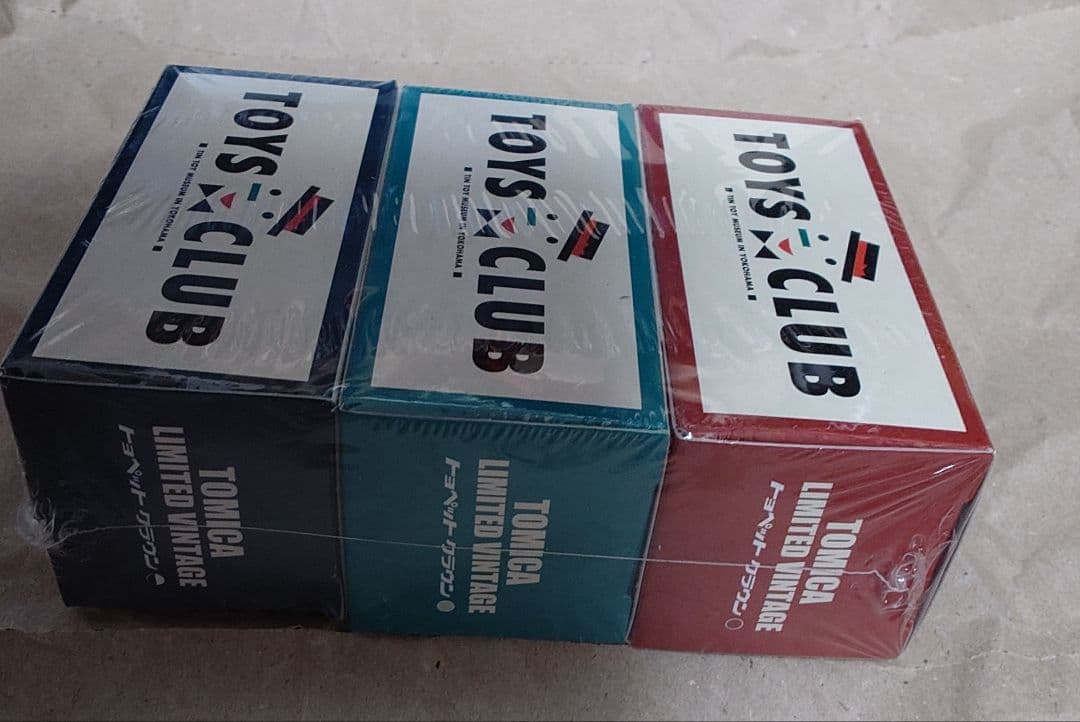 TOYS CLUB
■ TIN TOY MUSEUM IN YOKOHAMA ■
TOMICA
LIMITED VINTAGE
トヨペット・クラウン
TOYS CLUB
■ TIN TOY MUSEUM IN YOKOHAMA ■
TOMICA
LIMITED VINTAGE
トヨペット・クラウン
TOYS CLUB
■ TIN TOY MUSEUM IN YOKOHAMA ■
TOMICA
LIMITED VINTAGE
トヨペット・クラウン